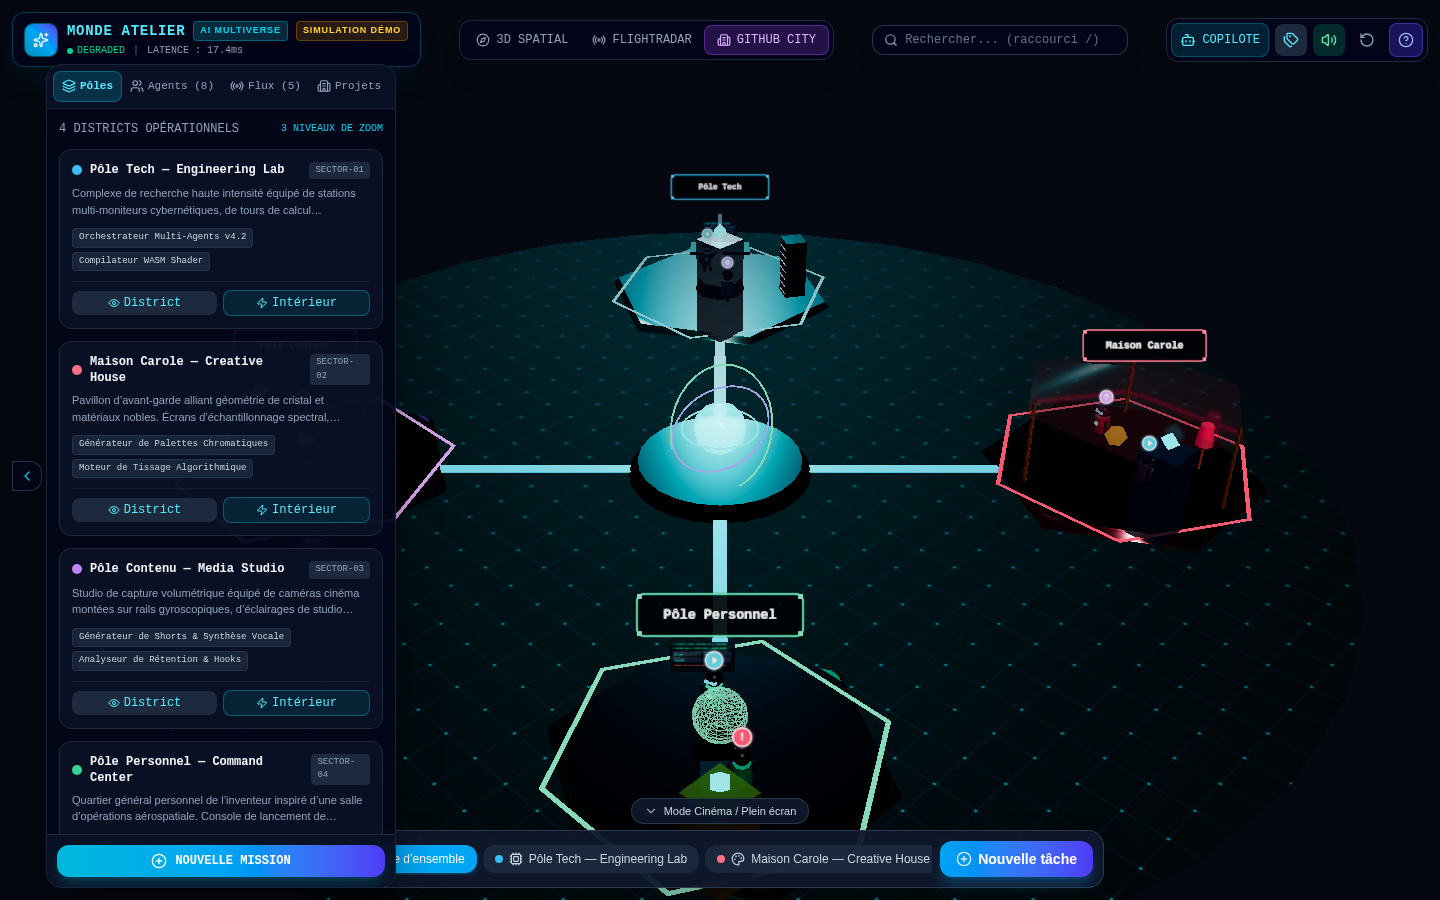 MONDE ATELIER
AI MULTIVERSE
SIMULATION DÉMO
DEGRADED | LATENCE : 17.4ms
3D SPATIAL
FLIGHTRADAR
GITHUB CITY
Rechercher... (raccourci /)
COPILOTE
Pôles
Agents (8)
Flux (5)
Projets
4 DISTRICTS OPÉRATIONNELS
3 NIVEAUX DE ZOOM
Pôle Tech — Engineering Lab
SECTOR-01
Complexe de recherche haute intensité équipé de stations
multi-moniteurs cybernétiques, de tours de calcul…
Orchestrateur Multi-Agents v4.2
Compilateur WASM Shader
District
Intérieur
Maison Carole — Creative
House
SECTOR-
02
Pavillon d’avant-garde alliant géométrie de cristal et
matériaux nobles. Écrans d’échantillonnage spectral,…
Générateur de Palettes Chromatiques
Moteur de Tissage Algorithmique
District
Intérieur
Pôle Contenu — Media Studio
SECTOR-03
Studio de capture volumétrique équipé de caméras cinéma
montées sur rails gyroscopiques, d’éclairages de studio…
Générateur de Shorts & Synthèse Vocale
Analyseur de Rétention & Hooks
District
Intérieur
Pôle Personnel — Command
Center
SECTOR-
04
Quartier général personnel de l’inventeur inspiré d’une salle
d’opérations aérospatiale. Console de lancement de…
NOUVELLE MISSION
Pôle Tech
Maison Carole
Pôle Personnel
Mode Cinéma / Plein écran
e d’ensemble
Pôle Tech — Engineering Lab
Maison Carole — Creative House
Nouvelle tâche